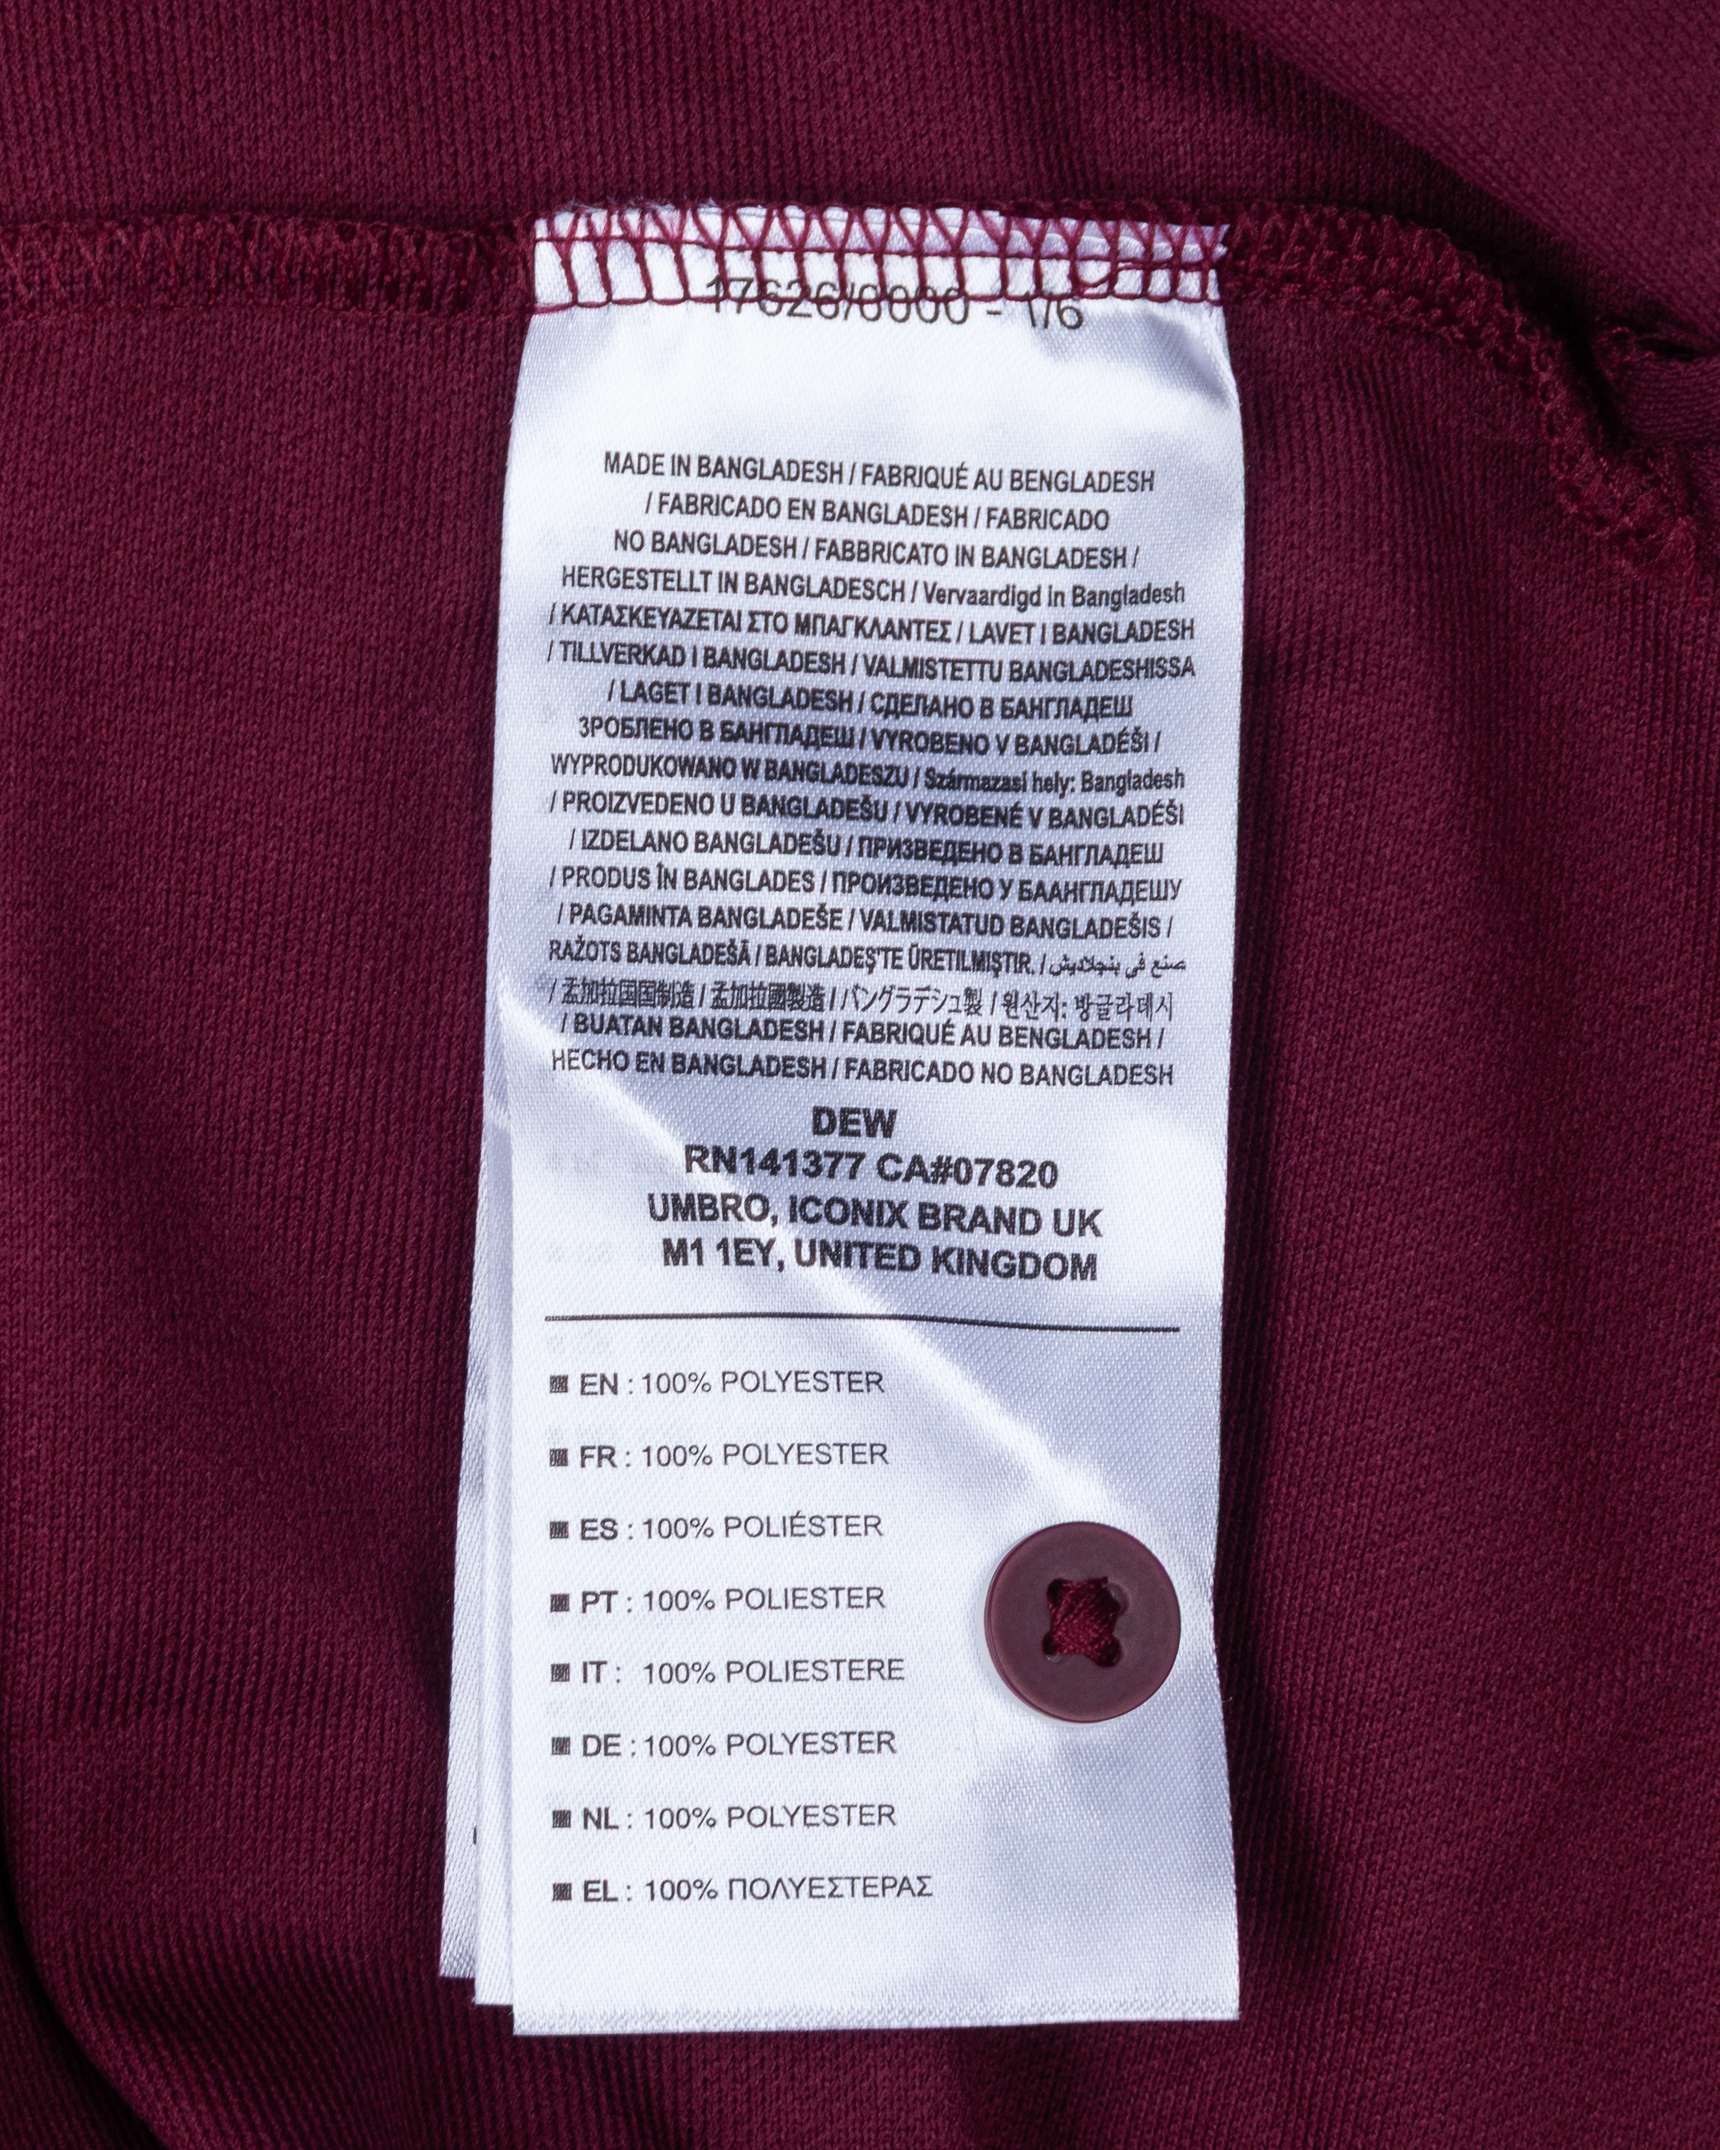 17626/0000 - 1/6
MADE IN BANGLADESH / FABRIQUÉ AU BENGLADESH
/ FABRICADO EN BANGLADESH / FABRICADO
NO BANGLADESH / FABBRICATO IN BANGLADESH /
HERGESTELLT IN BANGLADESCH / Vervaardigd in Bangladesh
/ ΚΑΤΑΣΚΕΥΑΖΕΤΑΙ ΣΤΟ ΜΠΑΓΚΛΑΝΤΕΣ / LAVET I BANGLADESH
/ TILLVERKAD I BANGLADESH / VALMISTETTU BANGLADESHISSA
/ LAGET I BANGLADESH / СДЕЛАНО В БАНГЛАДЕШ
ЗРОБЛЕНО В БАНГЛАДЕШ / VYROBENO V BANGLADÉŠI /
WYPRODUKOWANO W BANGLADESZU / Származasi hely: Bangladesh
/ PROIZVEDENO U BANGLADEŠU / VYROBENÉ V BANGLADÉŠI
/ IZDELANO BANGLADEŠU / ПРИЗВЕДЕНО В БАНГЛАДЕШ
/ PRODUS ÎN BANGLADES / ПРОИЗВЕДЕНО У БААНГЛАДЕШУ
/ PAGAMINTA BANGLADEŠE / VALMISTATUD BANGLADEŠIS /
RAŽOTS BANGLADEŠĀ / BANGLADEŞ'TE ÜRETILMIŞTIR. / صنع في بنجلاديش
/ 孟加拉国国制造 / 孟加拉國製造 / バングラデシュ製 / 원산지: 방글라데시
/ BUATAN BANGLADESH / FABRIQUÉ AU BENGLADESH /
HECHO EN BANGLADESH / FABRICADO NO BANGLADESH
DEW
RN141377 CA#07820
UMBRO, ICONIX BRAND UK
M1 1EY, UNITED KINGDOM
EN : 100% POLYESTER
FR : 100% POLYESTER
ES : 100% POLIÉSTER
PT : 100% POLIESTER
IT : 100% POLIESTERE
DE : 100% POLYESTER
NL : 100% POLYESTER
EL : 100% ΠΟΛΥΕΣΤΕΡΑΣ